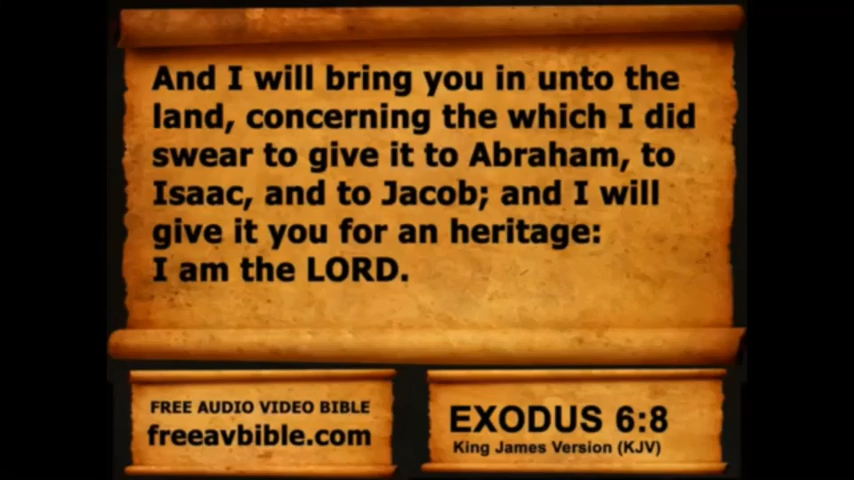 And I will bring you in unto the
land, concerning the which I did
swear to give it to Abraham, to
Isaac, and to Jacob; and I will
give it you for an heritage:
I am the LORD.
FREE AUDIO VIDEO BIBLE
freeavbible.com
EXODUS 6:8
King James Version (KJV)